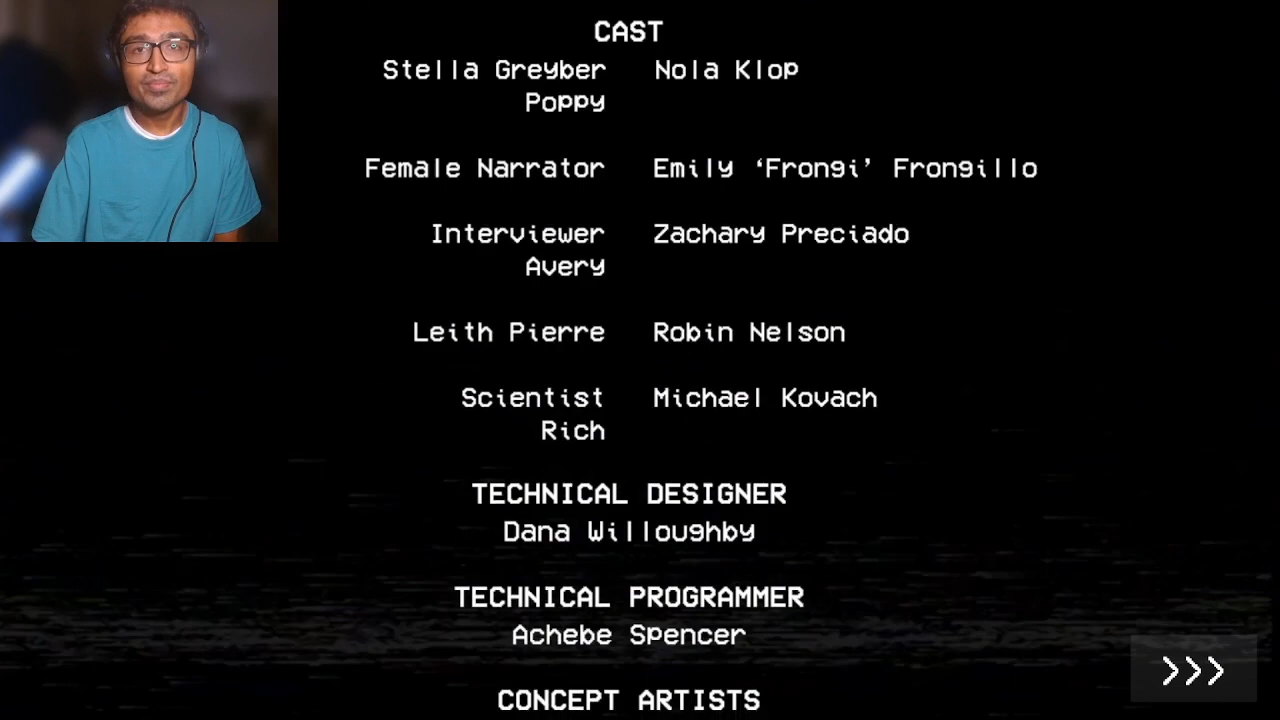 CAST
Stella Greyber Nola Klop
Poppy
Female Narrator Emily ‘Frongi’ Frongillo
Interviewer Zachary Preciado
Avery
Leith Pierre Robin Nelson
Scientist Michael Kovach
Rich
TECHNICAL DESIGNER
Dana Willoughby
TECHNICAL PROGRAMMER
Achebe Spencer
CONCEPT ARTISTS
>>>